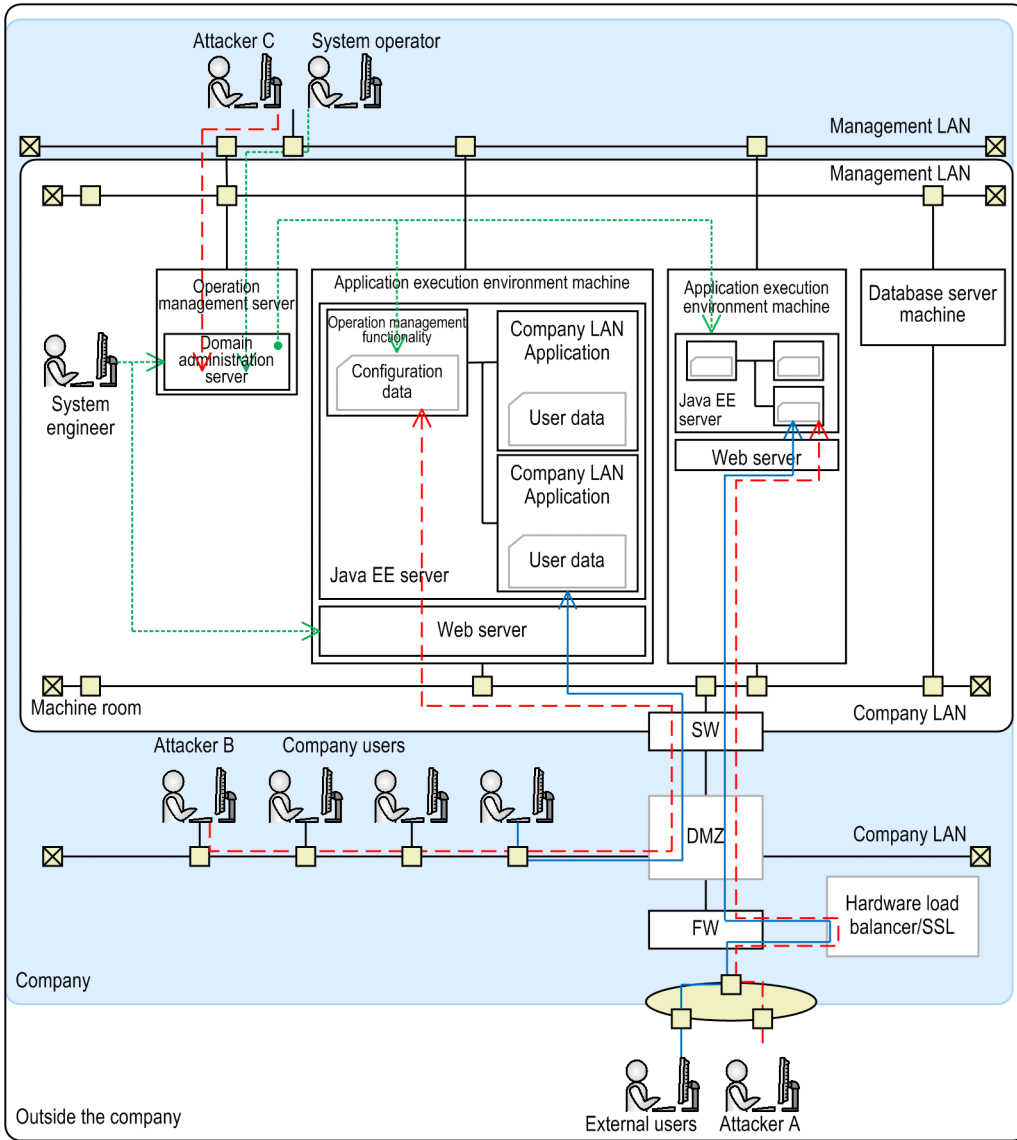 Attacker C
System operator
Management LAN
Management LAN
Operation
management server
Domain
administration
server
Application execution environment machine
Operation management
functionality
Configuration
data
Company LAN
Application
User data
Company LAN
Application
User data
Java EE server
Web server
Application execution
environment machine
Java EE
server
Web server
Database server
machine
System
engineer
Machine room
Company LAN
SW
Attacker B
Company users
DMZ
Company LAN
FW
Hardware load
balancer/SSL
Company
External users
Attacker A
Outside the company